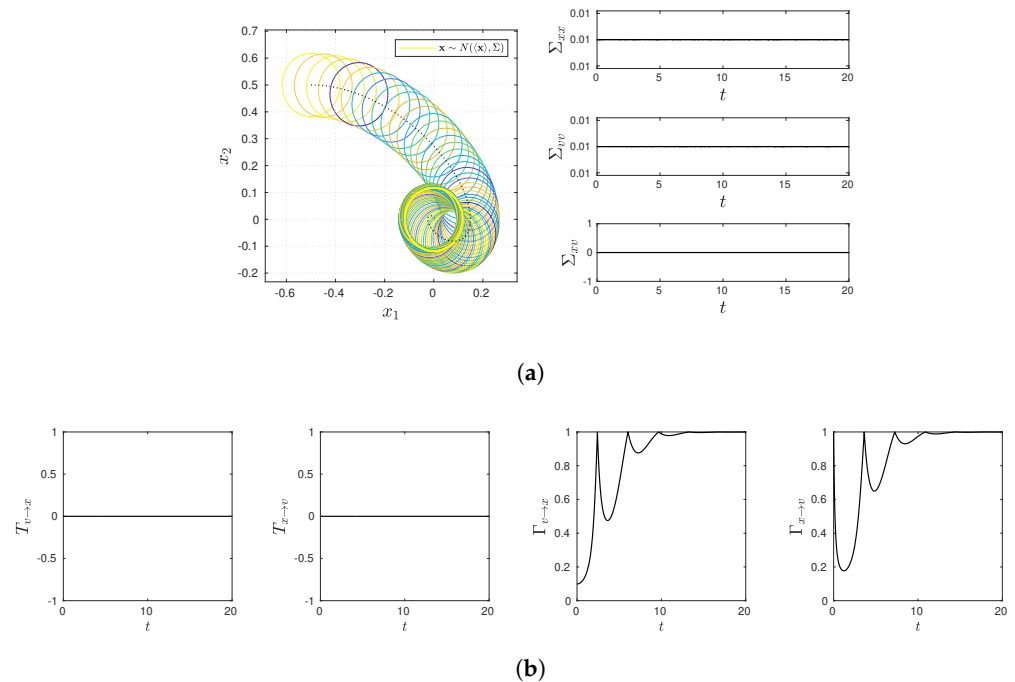 0.7
0.6
0.5
0.4
0.3
0.2
0.1
0
-0.1
-0.2
x₂
-0.6 -0.4 -0.2 0 0.2
x₁
x ∼ N(⟨x⟩, Σ)
0.01
0.01
0.01
Σxx
0 5 10 15 20
t
0.01
0.01
0.01
Σvv
0 5 10 15 20
t
1
0
-1
Σxv
0 5 10 15 20
t
(a)
1
0.5
0
-0.5
-1
Tv→x
0 10 20
t
1
0.5
0
-0.5
-1
Tx→v
0 10 20
t
1
0.8
0.6
0.4
0.2
0
Γv→x
0 10 20
t
1
0.8
0.6
0.4
0.2
0
Γx→v
0 10 20
t
(b)